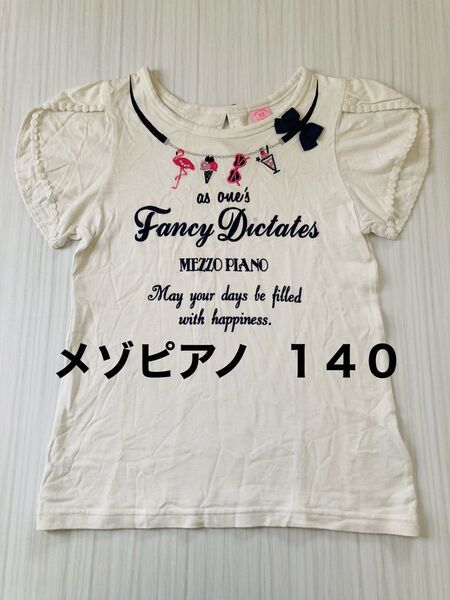 as one's
Fancy Dictates
MEZZO PIANO
May your days be filled
with happiness.
メゾピアノ 140